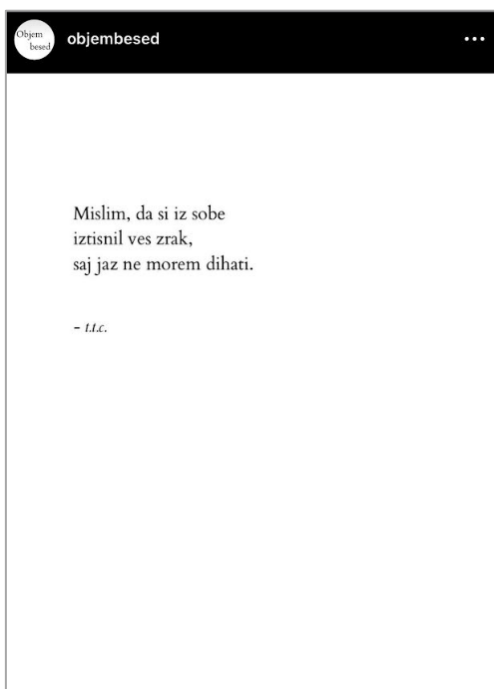 Objem
besed
objembesed
Mislim, da si iz sobe
iztisnil ves zrak,
saj jaz ne morem dihati.
- t.t.c.